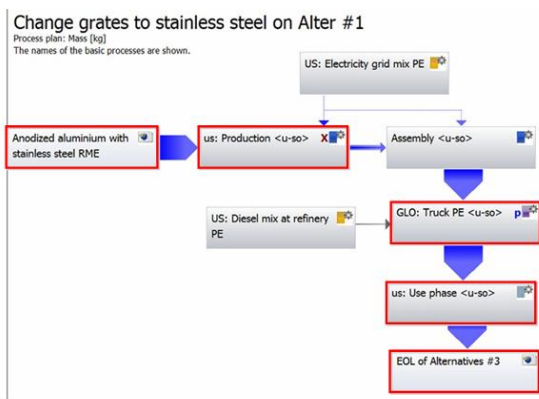 Change grates to stainless steel on Alter #1
Process plan: Mass [kg]
The names of the basic processes are shown.
US: Electricity grid mix PE
Anodized aluminium with
stainless steel RME
us: Production <u-so> X
Assembly <u-so>
US: Diesel mix at refinery
PE
GLO: Truck PE <u-so> p
us: Use phase <u-so>
EOL of Alternatives #3